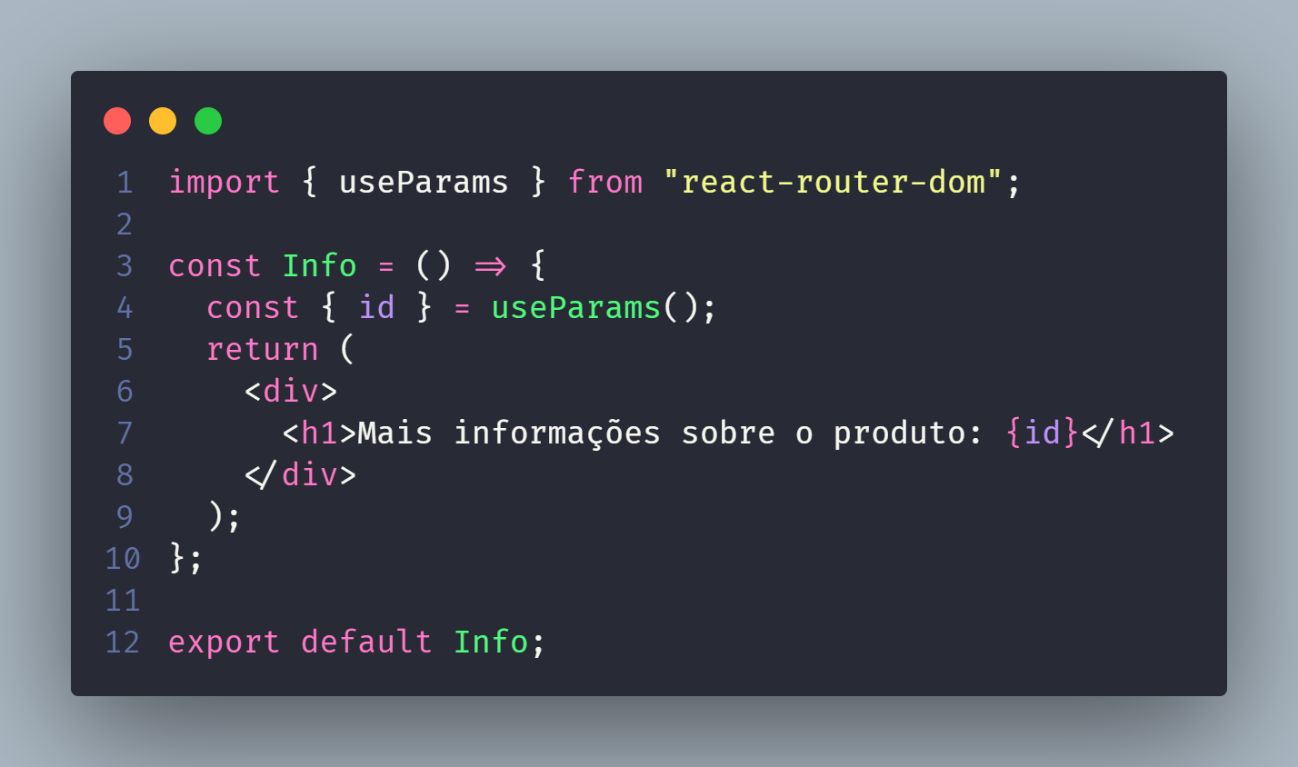 1 import { useParams } from "react-router-dom";
2
3 const Info = () => {
4   const { id } = useParams();
5   return (
6     <div>
7       <h1>Mais informações sobre o produto: {id}</h1>
8     </div>
9   );
10 };
11
12 export default Info;